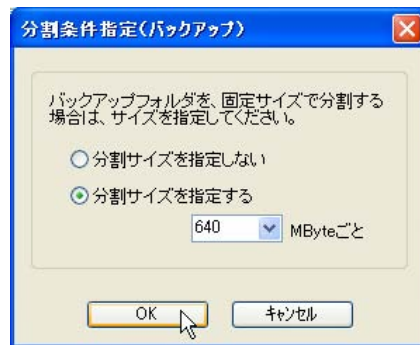 分割条件指定(バックアップ)
バックアップフォルダを、固定サイズで分割する
場合は、サイズを指定してください。
分割サイズを指定しない
分割サイズを指定する
640 MByteごと
OK キャンセル